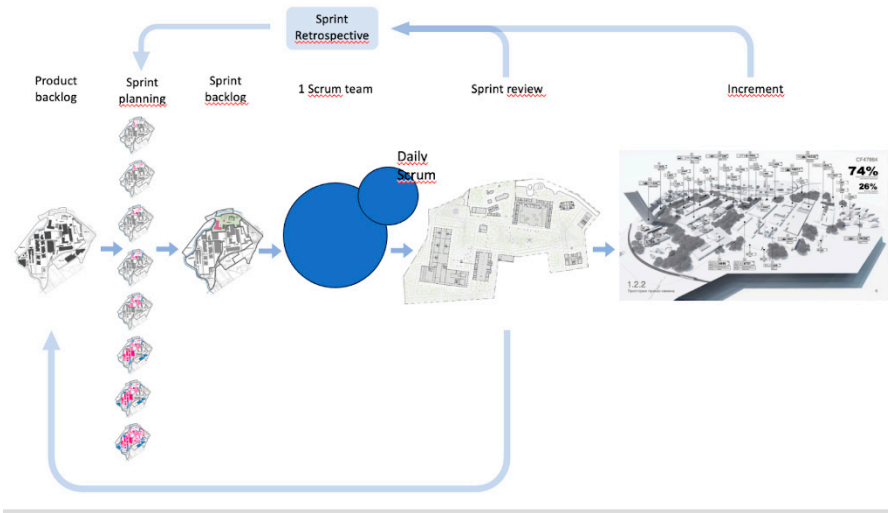 Sprint
Retrospective
Product
backlog
Sprint
planning
Sprint
backlog
1 Scrum team
Sprint review
Increment
Daily
Scrum
CF47884
74%
26%
1.2.2